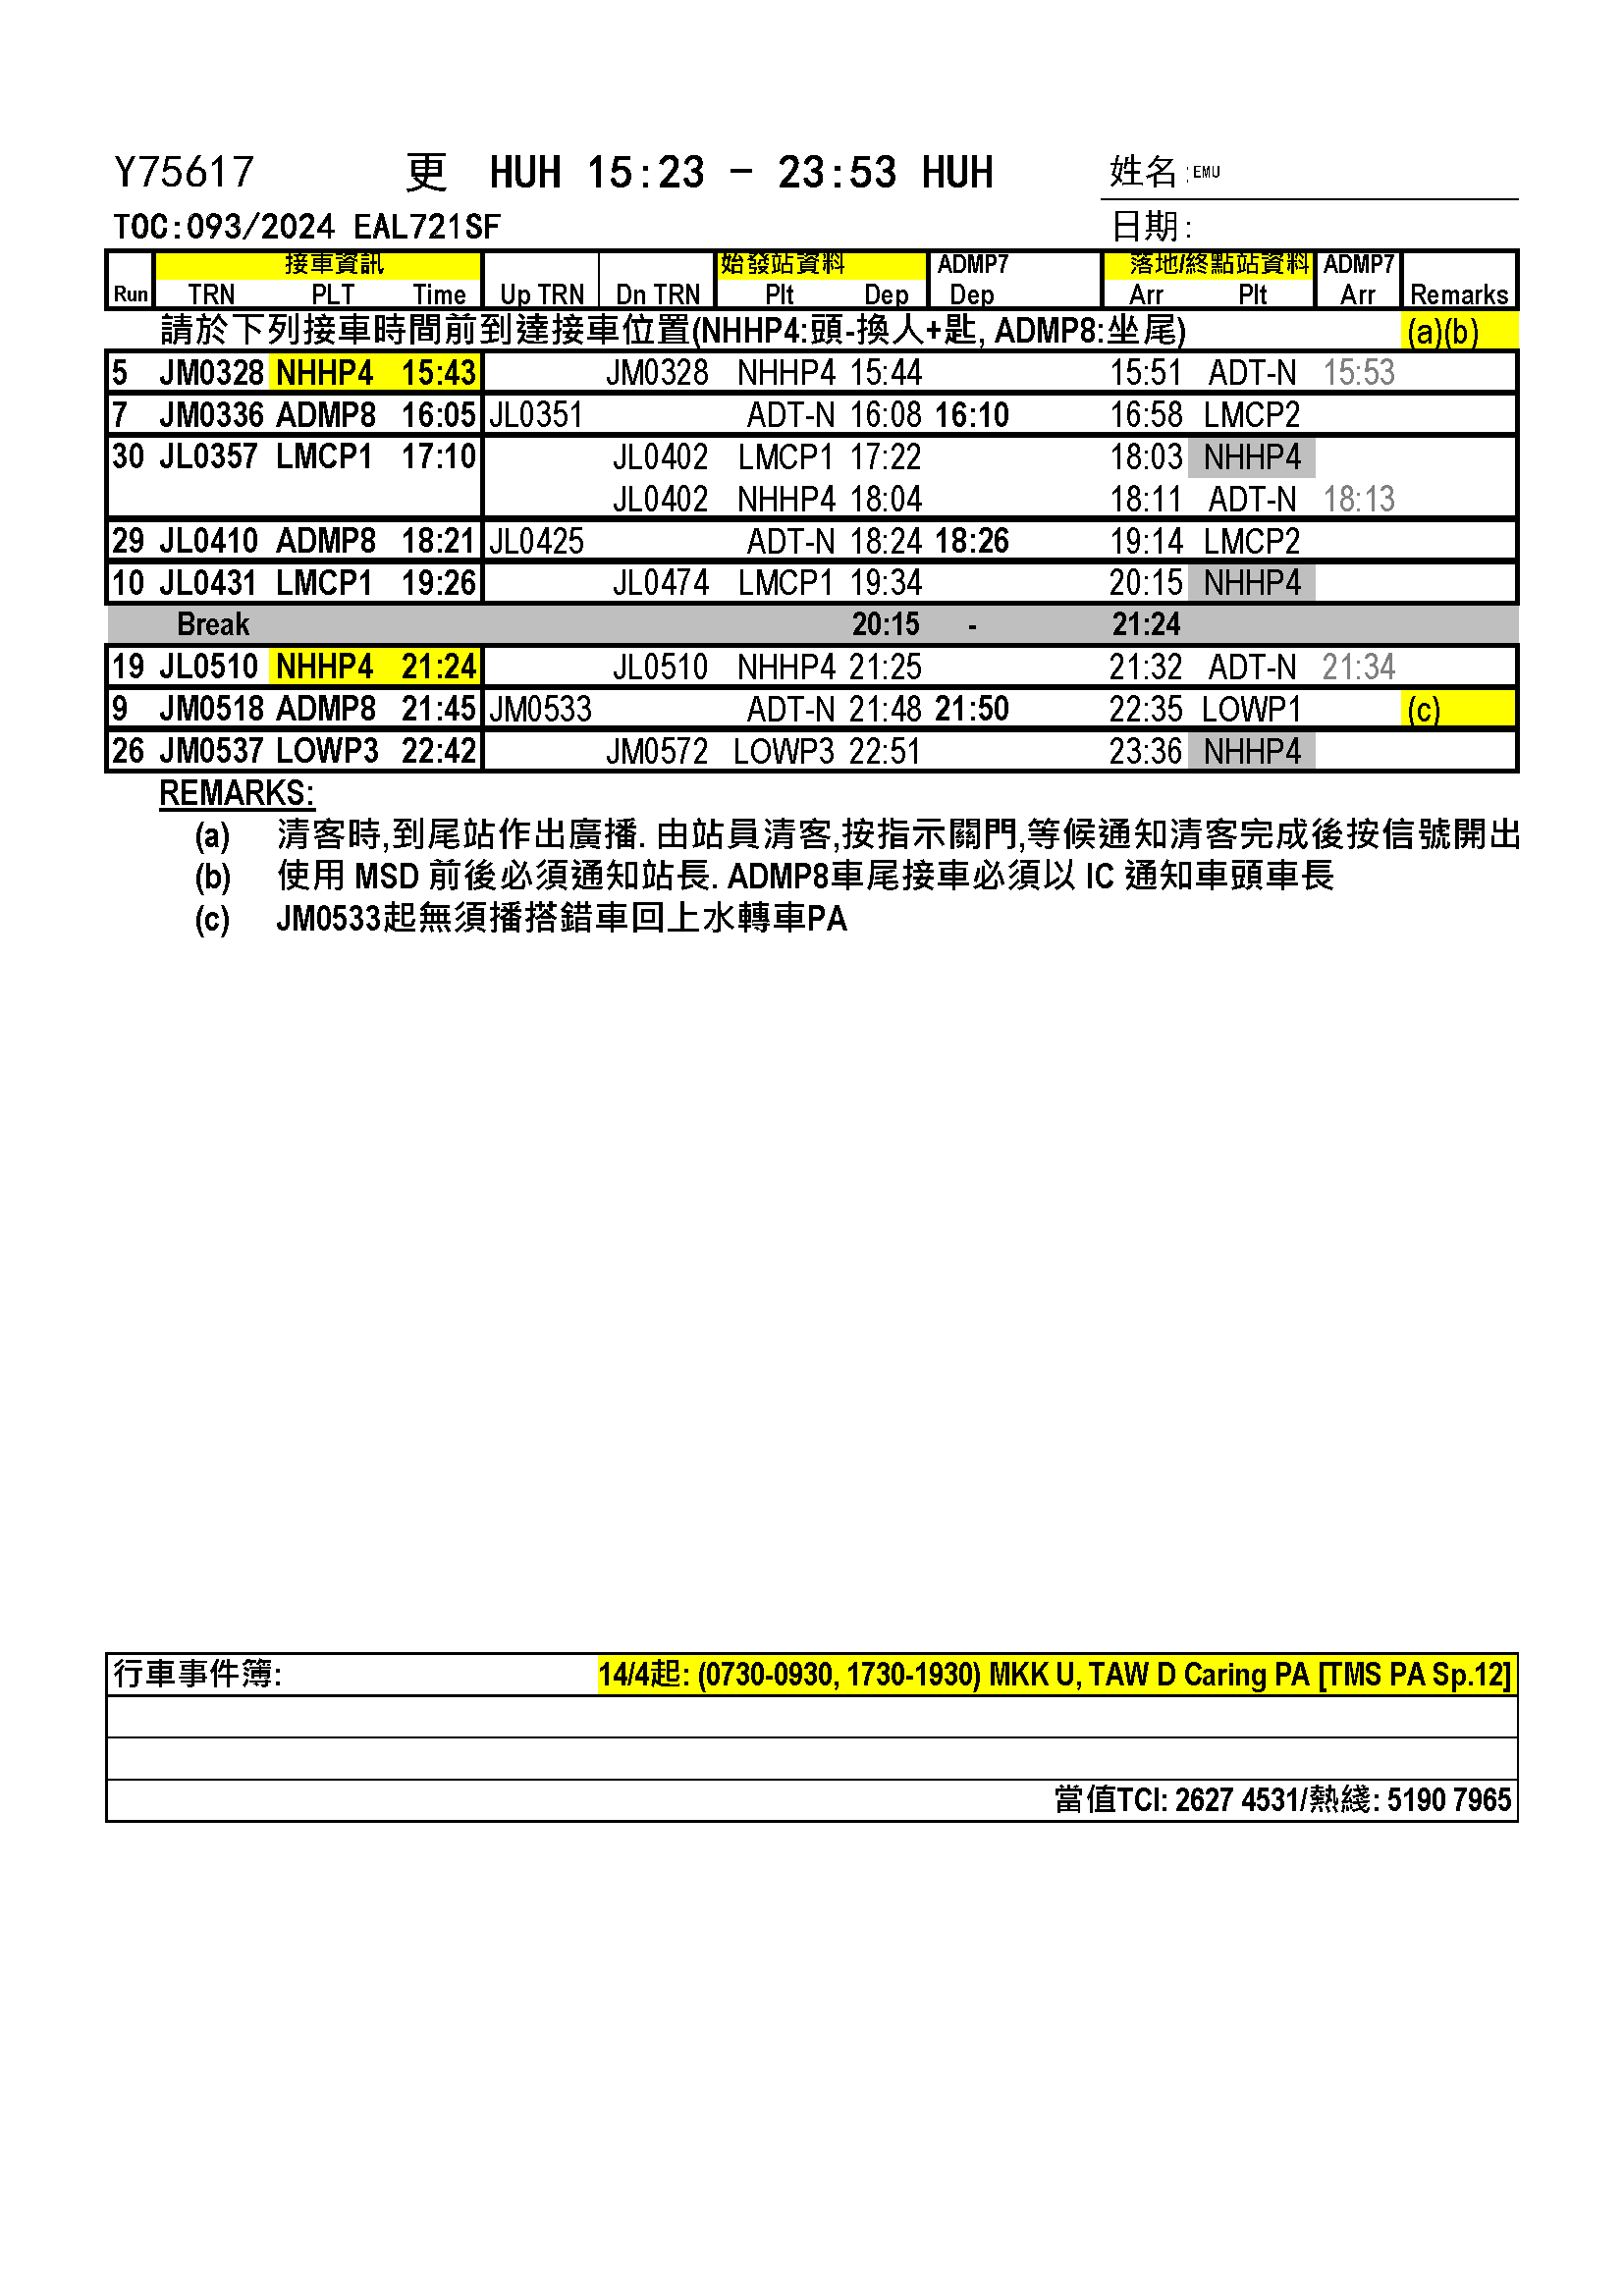 Y75617 更 HUH 15:23 - 23:53 HUH 姓名:EMU
TOC:093/2024 EAL721SF 日期:
接車資訊 始發站資料 ADMP7 落地/終點站資料 ADMP7
Run TRN PLT Time Up TRN Dn TRN Plt Dep Dep Arr Plt Arr Remarks
請於下列接車時間前到達接車位置(NHHP4:頭-換人+匙, ADMP8:坐尾) (a)(b)
5 JM0328 NHHP4 15:43 JM0328 NHHP4 15:44 15:51 ADT-N 15:53
7 JM0336 ADMP8 16:05 JL0351 ADT-N 16:08 16:10 16:58 LMCP2
30 JL0357 LMCP1 17:10 JL0402 LMCP1 17:22 18:03 NHHP4
JL0402 NHHP4 18:04 18:11 ADT-N 18:13
29 JL0410 ADMP8 18:21 JL0425 ADT-N 18:24 18:26 19:14 LMCP2
10 JL0431 LMCP1 19:26 JL0474 LMCP1 19:34 20:15 NHHP4
Break 20:15 - 21:24
19 JL0510 NHHP4 21:24 JL0510 NHHP4 21:25 21:32 ADT-N 21:34
9 JM0518 ADMP8 21:45 JM0533 ADT-N 21:48 21:50 22:35 LOWP1 (c)
26 JM0537 LOWP3 22:42 JM0572 LOWP3 22:51 23:36 NHHP4
REMARKS:
(a) 清客時,到尾站作出廣播. 由站員清客,按指示關門,等候通知清客完成後按信號開出
(b) 使用 MSD 前後必須通知站長. ADMP8車尾接車必須以 IC 通知車頭車長
(c) JM0533起無須播搭錯車回上水轉車PA
行車事件簿: 14/4起: (0730-0930, 1730-1930) MKK U, TAW D Caring PA [TMS PA Sp.12]
當值TCI: 2627 4531/熱綫: 5190 7965